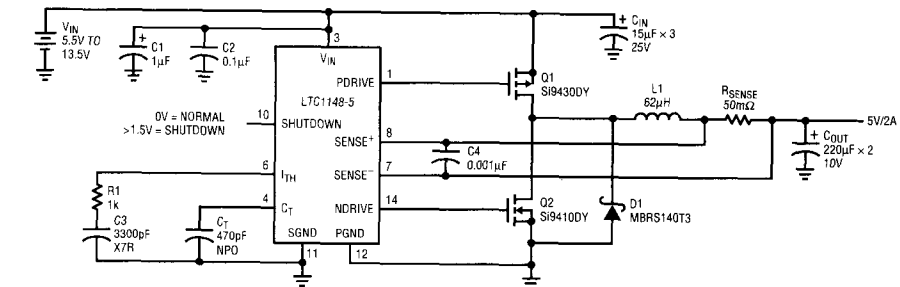 VIN
5.5V TO
13.5V
+
C1
1µF
C2
0.1µF
3
VIN
+
CIN
15µF × 3
25V
PDRIVE
1
Q1
Si9430DY
LTC1148-5
0V = NORMAL
>1.5V = SHUTDOWN
10
SHUTDOWN
L1
62µH
RSENSE
50mΩ
5V/2A
SENSE+
8
C4
0.001µF
SENSE–
7
+
COUT
220µF × 2
10V
6
ITH
R1
1k
C3
3300pF
X7R
4
CT
CT
470pF
NPO
NDRIVE
14
Q2
Si9410DY
D1
MBRS140T3
SGND
PGND
11
12